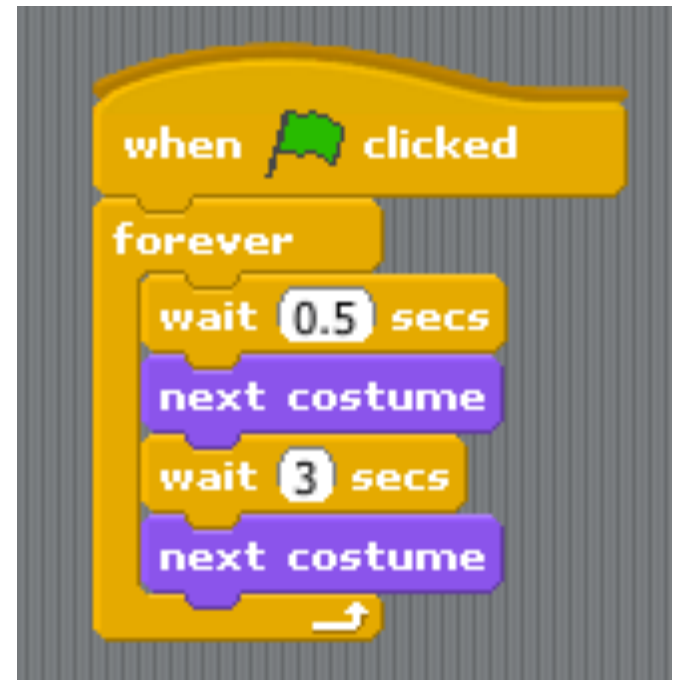 when clicked
forever
wait 0.5 secs
next costume
wait 3 secs
next costume